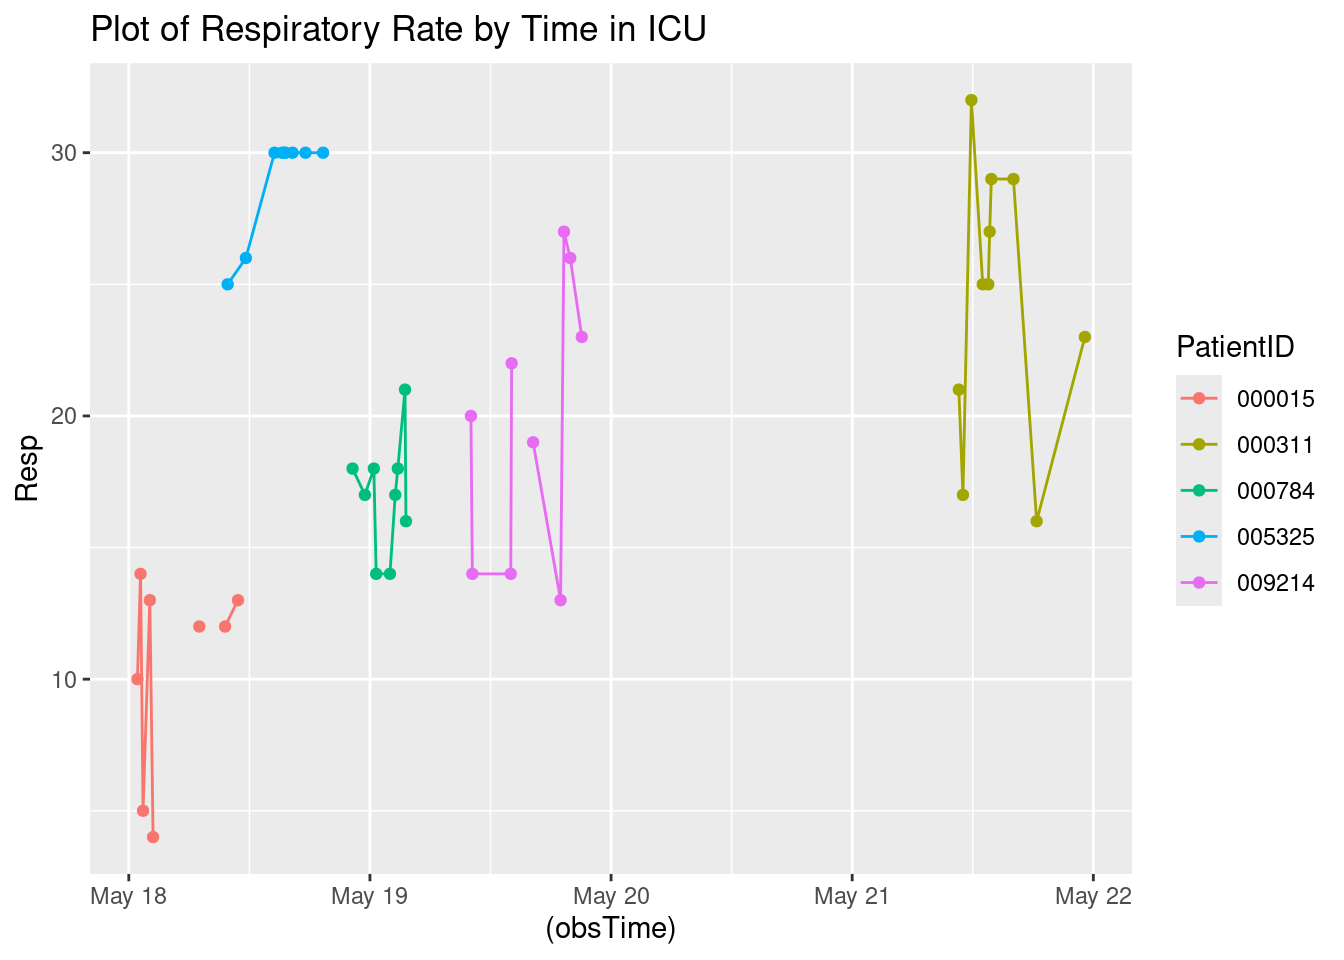 Plot of Respiratory Rate by Time in ICU
Resp
30
20
10
May 18
May 19
May 20
May 21
May 22
(obsTime)
PatientID
000015
000311
000784
005325
009214